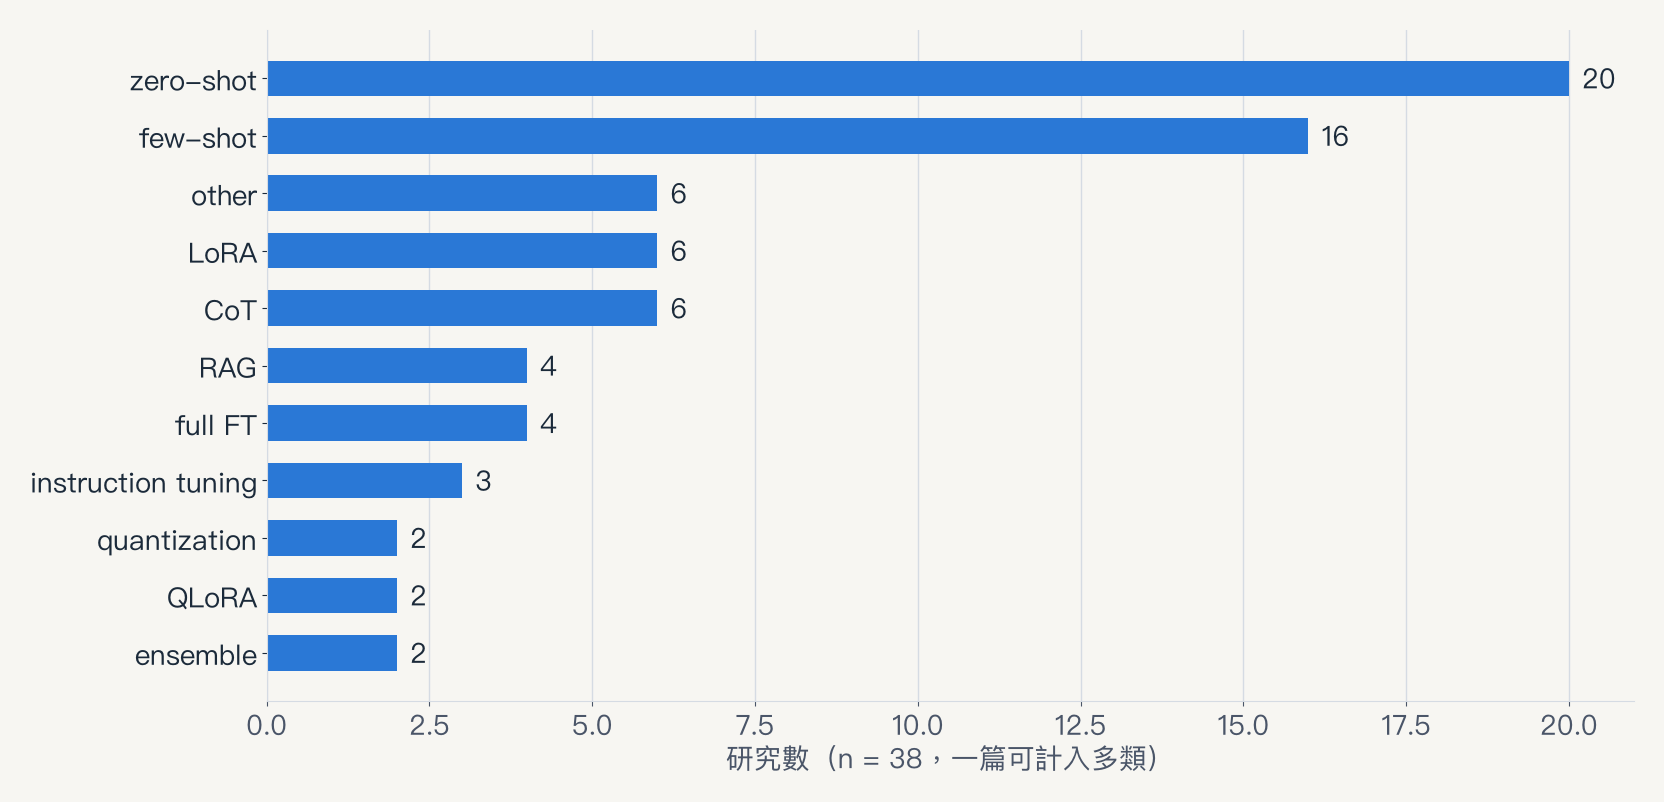 zero–shot 20
few–shot 16
other 6
LoRA 6
CoT 6
RAG 4
full FT 4
instruction tuning 3
quantization 2
QLoRA 2
ensemble 2
0.0 2.5 5.0 7.5 10.0 12.5 15.0 17.5 20.0
研究數（n = 38，一篇可計入多類）